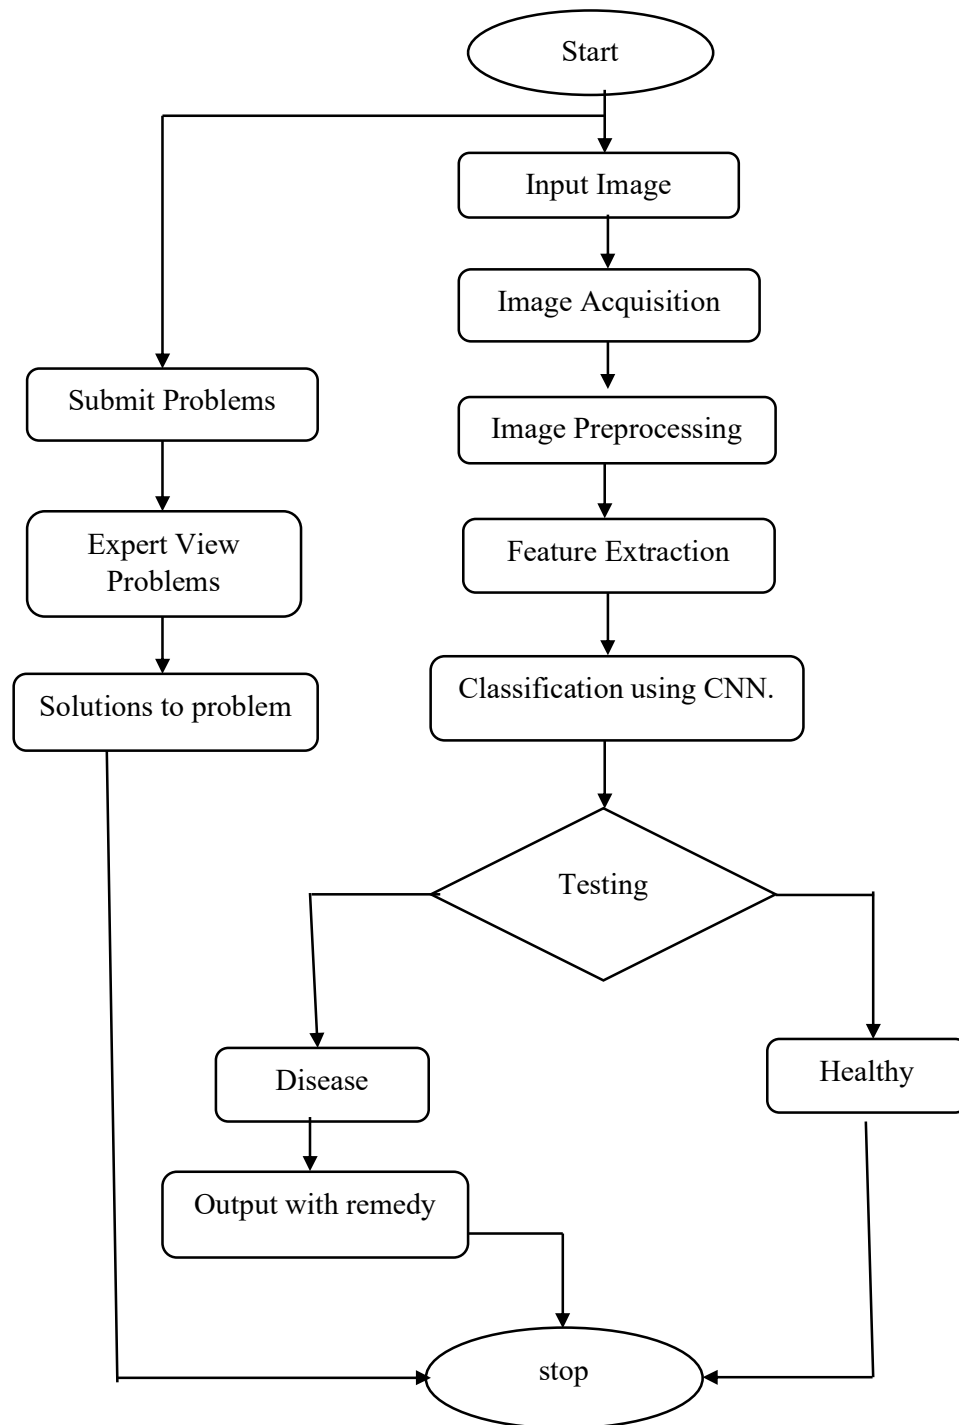 Start
Input Image
Image Acquisition
Submit Problems
Image Preprocessing
Expert View
Problems
Feature Extraction
Solutions to problem
Classification using CNN.
Testing
Disease
Healthy
Output with remedy
stop